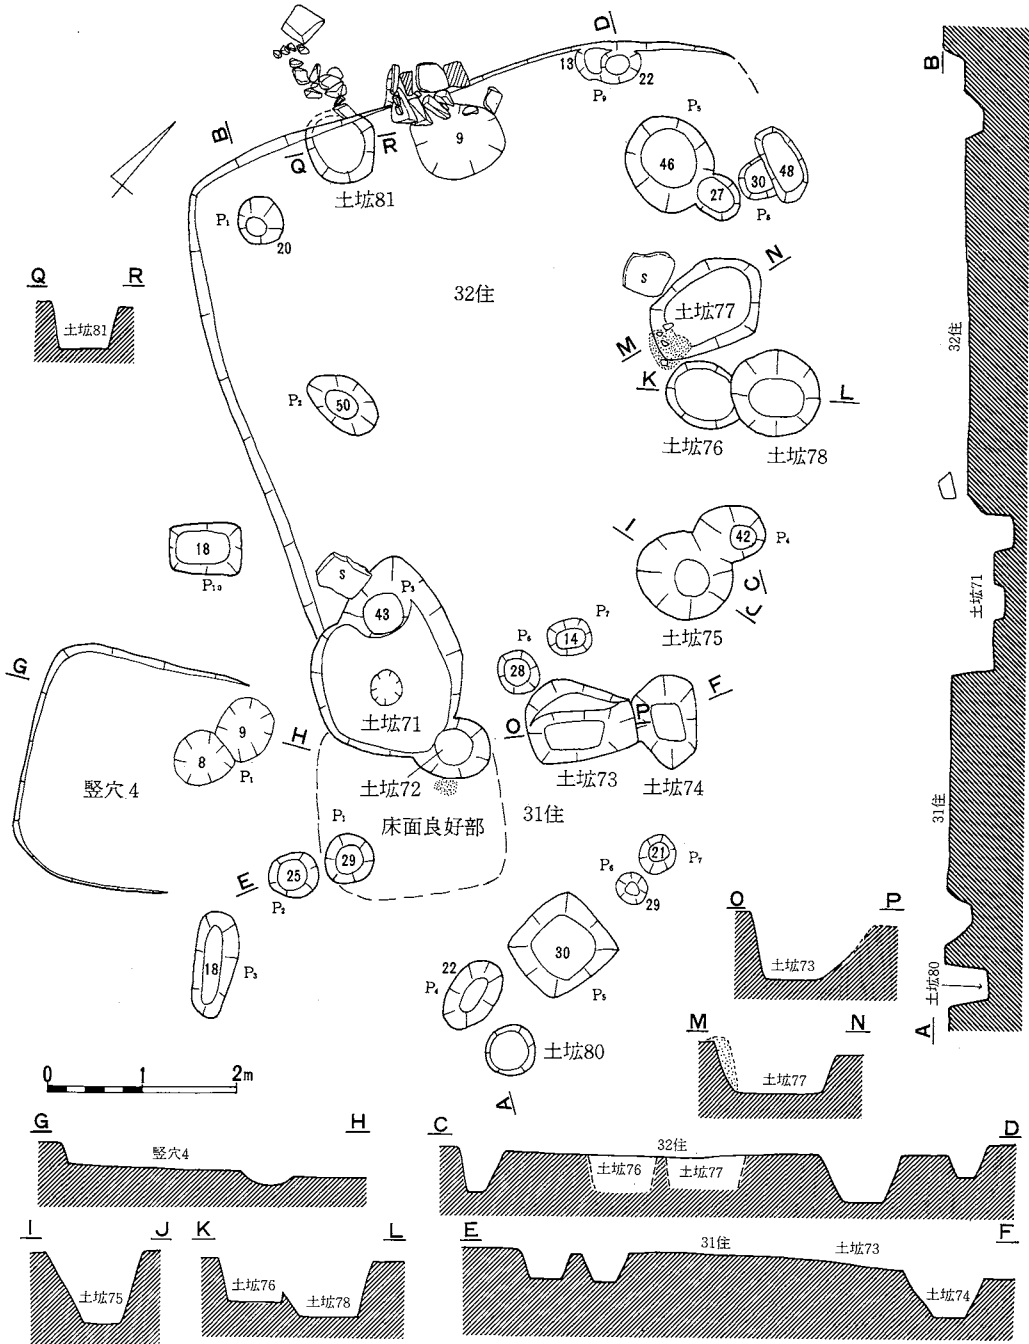 D
B
13
22
P₉
P₅
B
Q
R
9
46
27
30
48
P₈
土坑81
P₁
20
Q
R
土坑81
32住
N
S
土坑77
M
K
L
P₂
50
土坑76
土坑78
32住
18
P₁₀
I
42
P₄
C
J
土坑75
S
P₃
43
土坑71
P₇
14
P₆
28
G
F
P
O
H
9
8
P₁
土坑71
土坑72
土坑73
土坑74
竪穴4
31住
床面良好部
P₁
29
E
25
P₂
P₇
21
P₆
29
31住
O
P
土坑73
18
P₃
30
P₅
22
P₄
土坑80
土坑80
A
A
M
N
土坑77
0
1
2m
G
H
竪穴4
C
D
32住
土坑76
土坑77
I
J
土坑75
K
L
土坑76
土坑78
E
F
31住
土坑73
土坑74